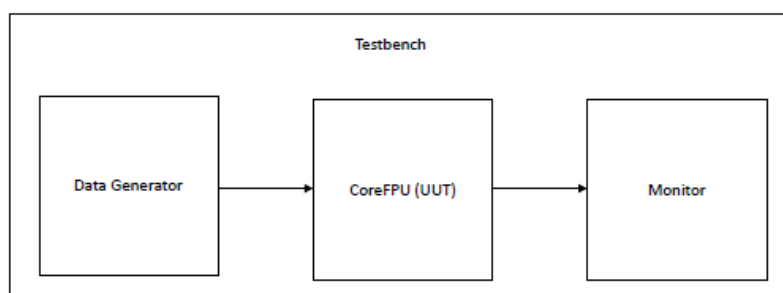 Testbench
Data Generator
CoreFPU (UUT)
Monitor